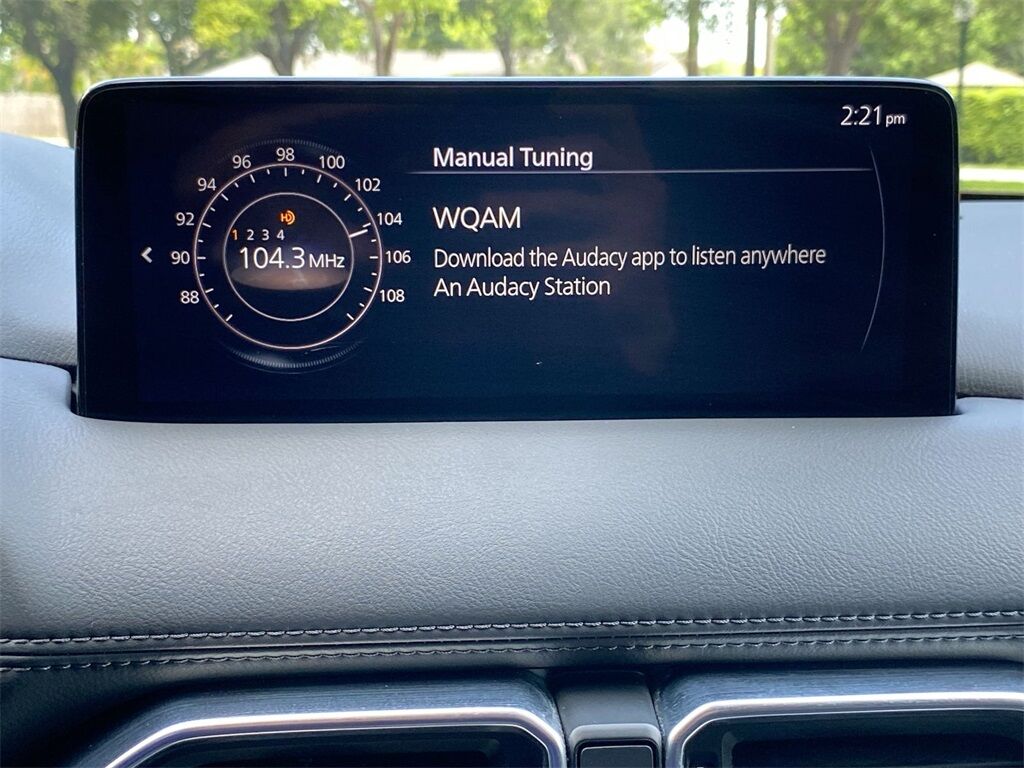 2:21 pm
Manual Tuning
WQAM
Download the Audacy app to listen anywhere
An Audacy Station
88
90
92
94
96
98
100
102
104
106
108
HD
1 2 3 4
104.3 MHz